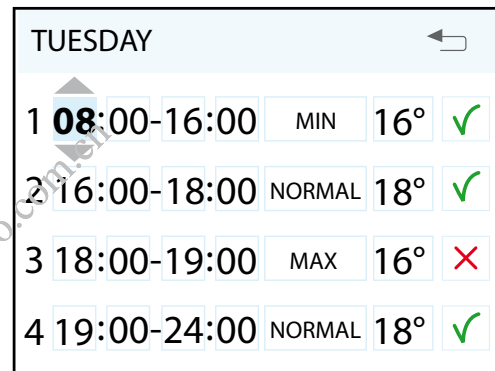 TUESDAY
1 08:00-16:00 MIN 16°
2 16:00-18:00 NORMAL 18°
3 18:00-19:00 MAX 16°
4 19:00-24:00 NORMAL 18°